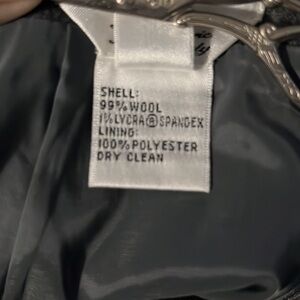 SHELL:
99% WOOL
1% LYCRA® SPANDEX
LINING:
100% POLYESTER
DRY CLEAN